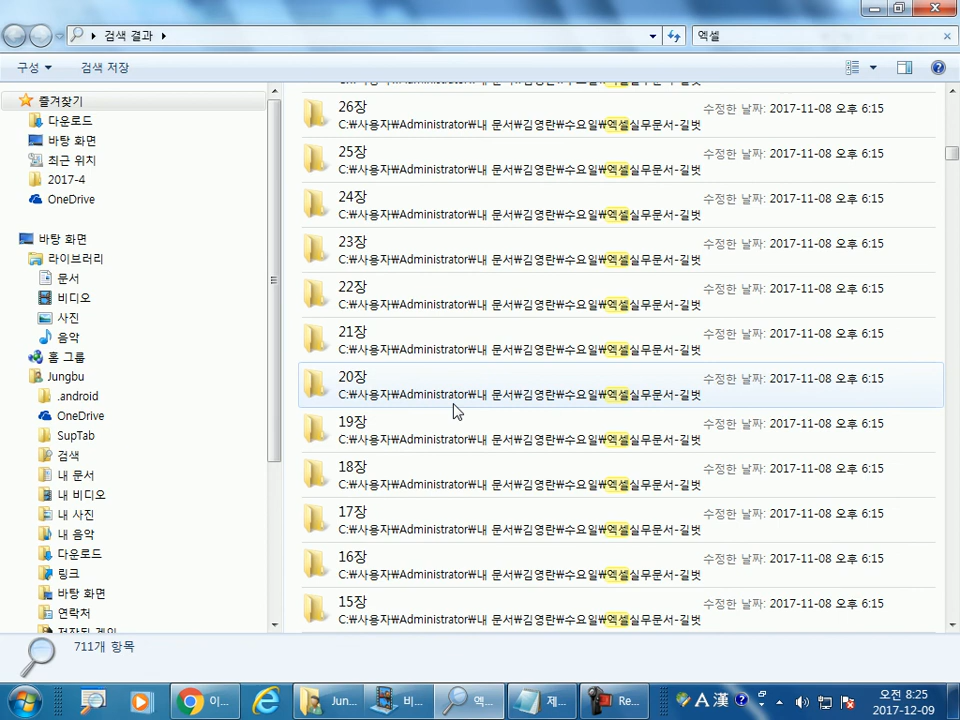 검색 결과
엑셀
구성
검색 저장
즐겨찾기
다운로드
바탕 화면
최근 위치
2017-4
OneDrive
바탕 화면
라이브러리
문서
비디오
사진
음악
홈 그룹
Jungbu
.android
OneDrive
SupTab
검색
내 문서
내 비디오
내 사진
내 음악
다운로드
링크
바탕 화면
연락처
저장된 게임
26장
수정한 날짜: 2017-11-08 오후 6:15
C:₩사용자₩Administrator₩내 문서₩김영란₩수요일₩엑셀실무문서-길벗
25장
수정한 날짜: 2017-11-08 오후 6:15
C:₩사용자₩Administrator₩내 문서₩김영란₩수요일₩엑셀실무문서-길벗
24장
수정한 날짜: 2017-11-08 오후 6:15
C:₩사용자₩Administrator₩내 문서₩김영란₩수요일₩엑셀실무문서-길벗
23장
수정한 날짜: 2017-11-08 오후 6:15
C:₩사용자₩Administrator₩내 문서₩김영란₩수요일₩엑셀실무문서-길벗
22장
수정한 날짜: 2017-11-08 오후 6:15
C:₩사용자₩Administrator₩내 문서₩김영란₩수요일₩엑셀실무문서-길벗
21장
수정한 날짜: 2017-11-08 오후 6:15
C:₩사용자₩Administrator₩내 문서₩김영란₩수요일₩엑셀실무문서-길벗
20장
수정한 날짜: 2017-11-08 오후 6:15
C:₩사용자₩Administrator₩내 문서₩김영란₩수요일₩엑셀실무문서-길벗
19장
수정한 날짜: 2017-11-08 오후 6:15
C:₩사용자₩Administrator₩내 문서₩김영란₩수요일₩엑셀실무문서-길벗
18장
수정한 날짜: 2017-11-08 오후 6:15
C:₩사용자₩Administrator₩내 문서₩김영란₩수요일₩엑셀실무문서-길벗
17장
수정한 날짜: 2017-11-08 오후 6:15
C:₩사용자₩Administrator₩내 문서₩김영란₩수요일₩엑셀실무문서-길벗
16장
수정한 날짜: 2017-11-08 오후 6:15
C:₩사용자₩Administrator₩내 문서₩김영란₩수요일₩엑셀실무문서-길벗
15장
수정한 날짜: 2017-11-08 오후 6:15
C:₩사용자₩Administrator₩내 문서₩김영란₩수요일₩엑셀실무문서-길벗
711개 항목
이...
Jun...
비...
엑...
제...
Re...
A 漢
오전 8:25
2017-12-09